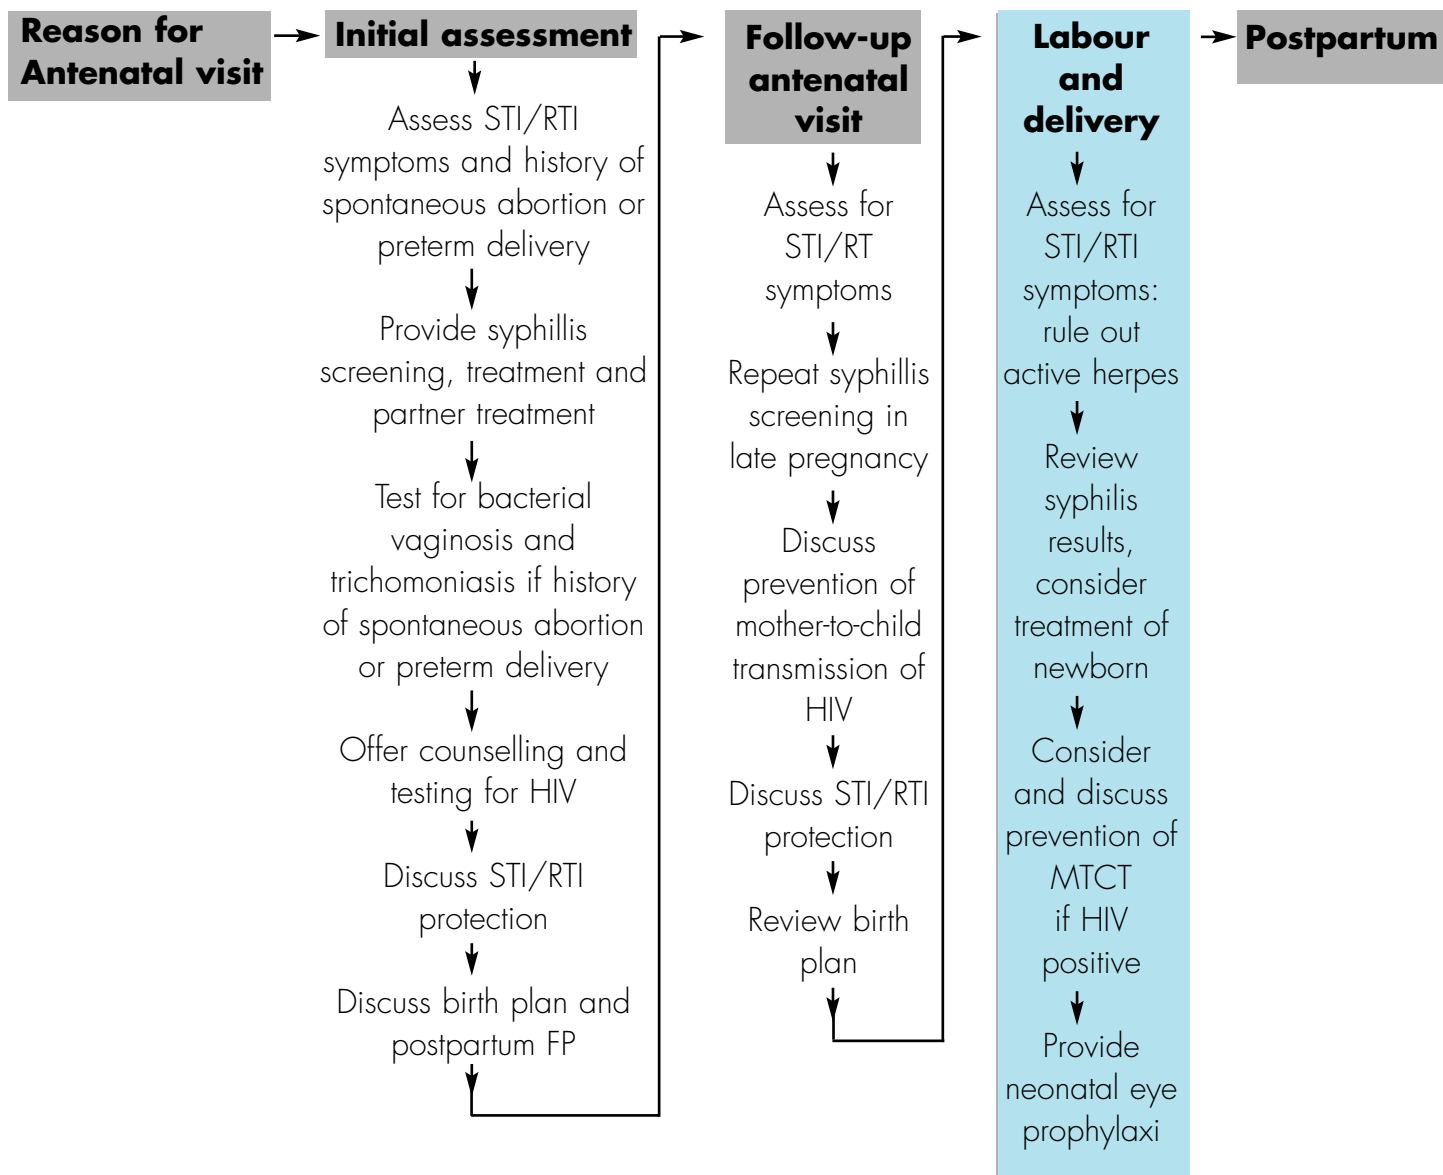 Reason for
Antenatal visit
Initial assessment
Assess STI/RTI
symptoms and history of
spontaneous abortion or
preterm delivery
Provide syphillis
screening, treatment and
partner treatment
Test for bacterial
vaginosis and
trichomoniasis if history
of spontaneous abortion
or preterm delivery
Offer counselling and
testing for HIV
Discuss STI/RTI
protection
Discuss birth plan and
postpartum FP
Follow-up
antenatal
visit
Assess for
STI/RT
symptoms
Repeat syphillis
screening in
late pregnancy
Discuss
prevention of
mother-to-child
transmission of
HIV
Discuss STI/RTI
protection
Review birth
plan
Labour
and
delivery
Assess for
STI/RTI
symptoms:
rule out
active herpes
Review
syphilis
results,
consider
treatment of
newborn
Consider
and discuss
prevention of
MTCT
if HIV
positive
Provide
neonatal eye
prophylaxi
Postpartum